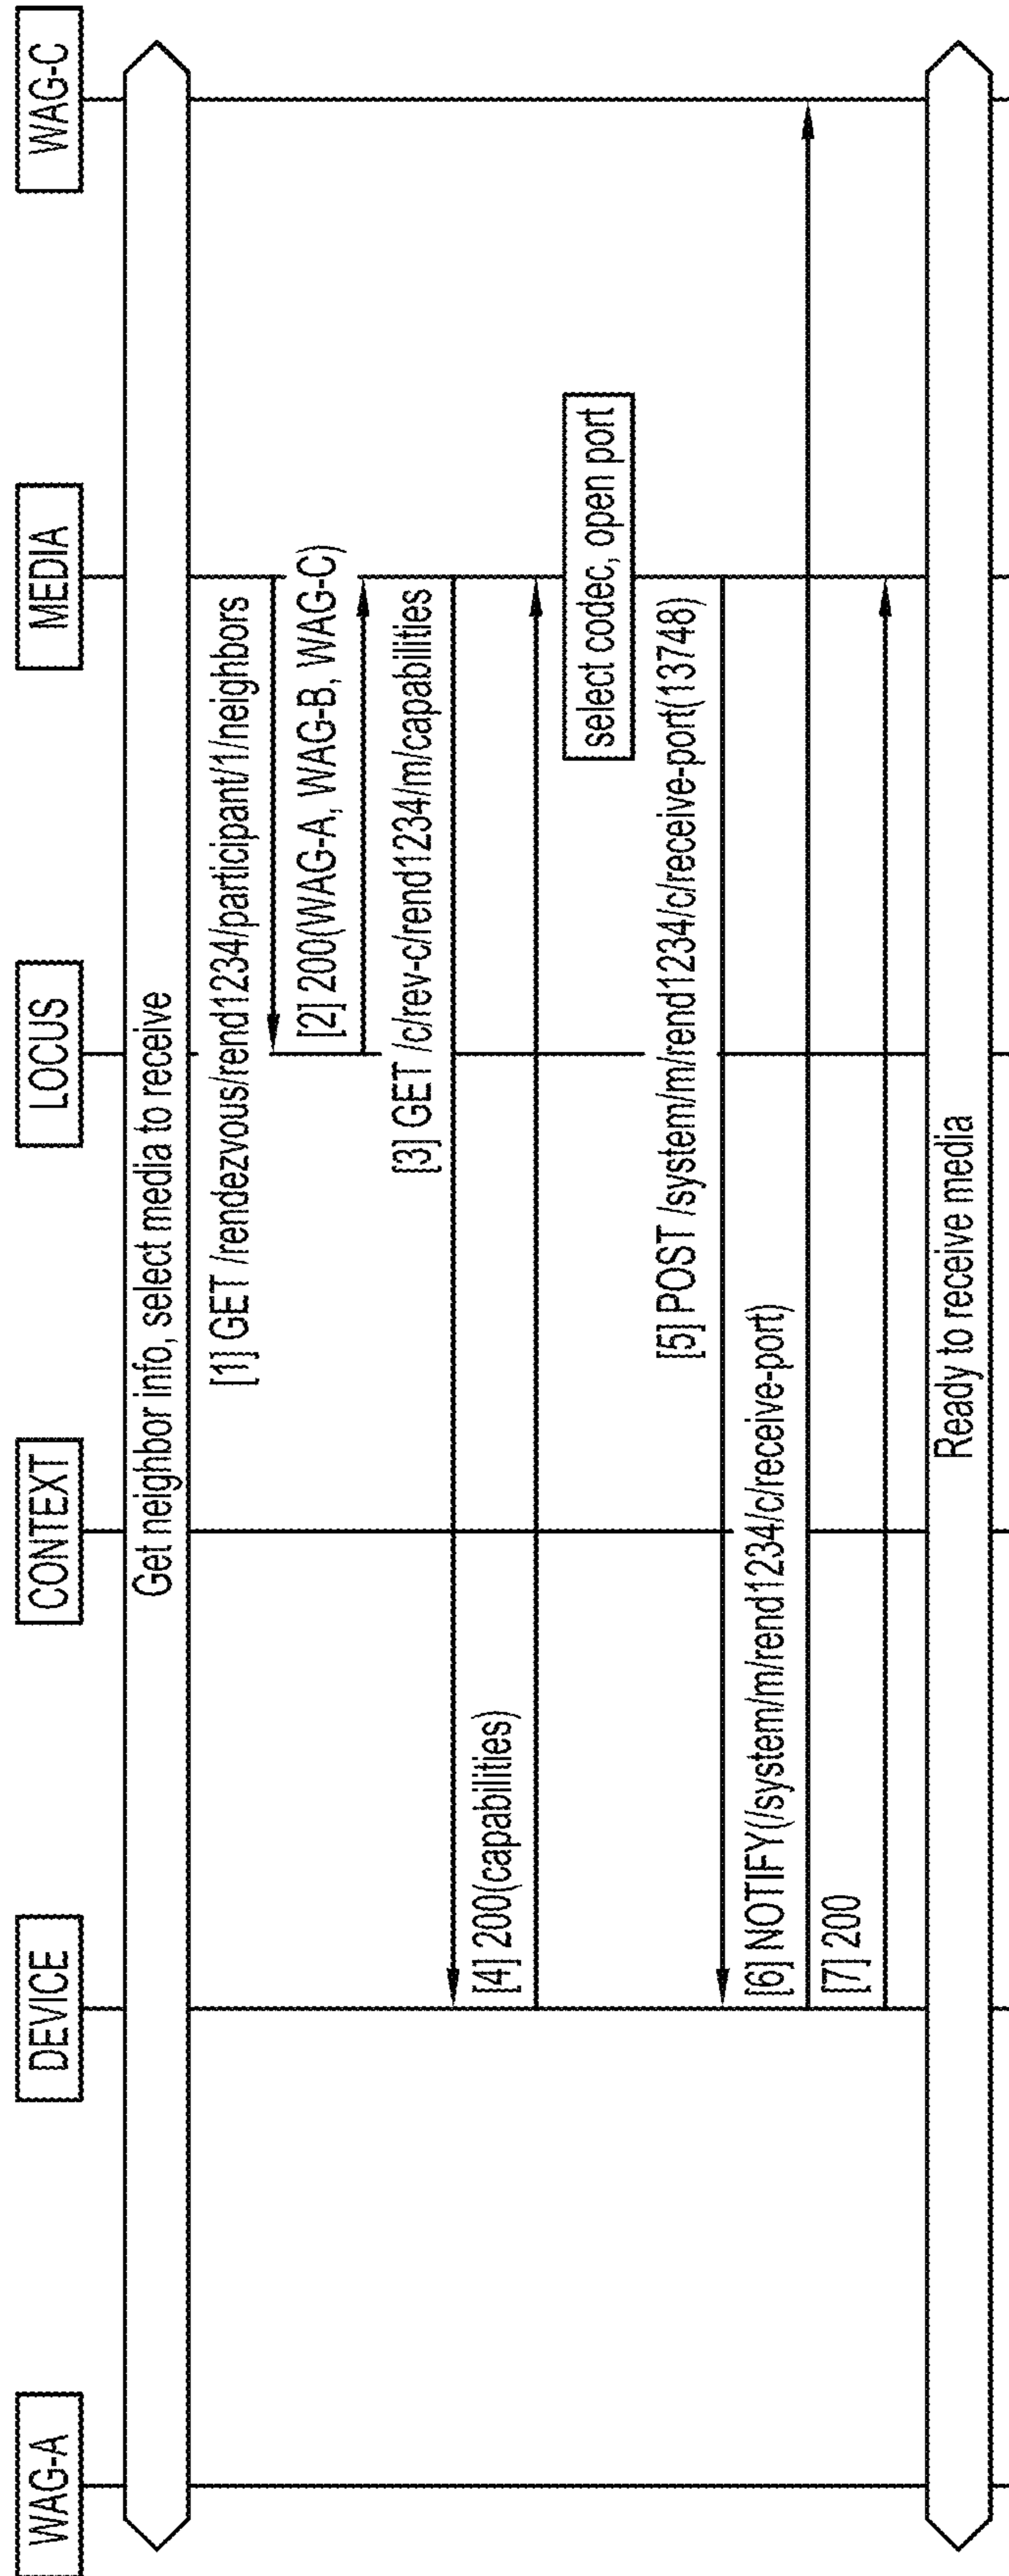 WAG-A
DEVICE
CONTEXT
LOCUS
MEDIA
WAG-C
Get neighbor info, select media to receive
[1] GET /rendezvous/rend1234/participant/1/neighbors
[2] 200(WAG-A, WAG-B, WAG-C)
[3] GET /c/rev-c/rend1234/m/capabilities
[4] 200(capabilities)
select codec, open port
[5] POST /system/m/rend1234/c/receive-port(13748)
[6] NOTIFY(/system/m/rend1234/c/receive-port)
[7] 200
Ready to receive media